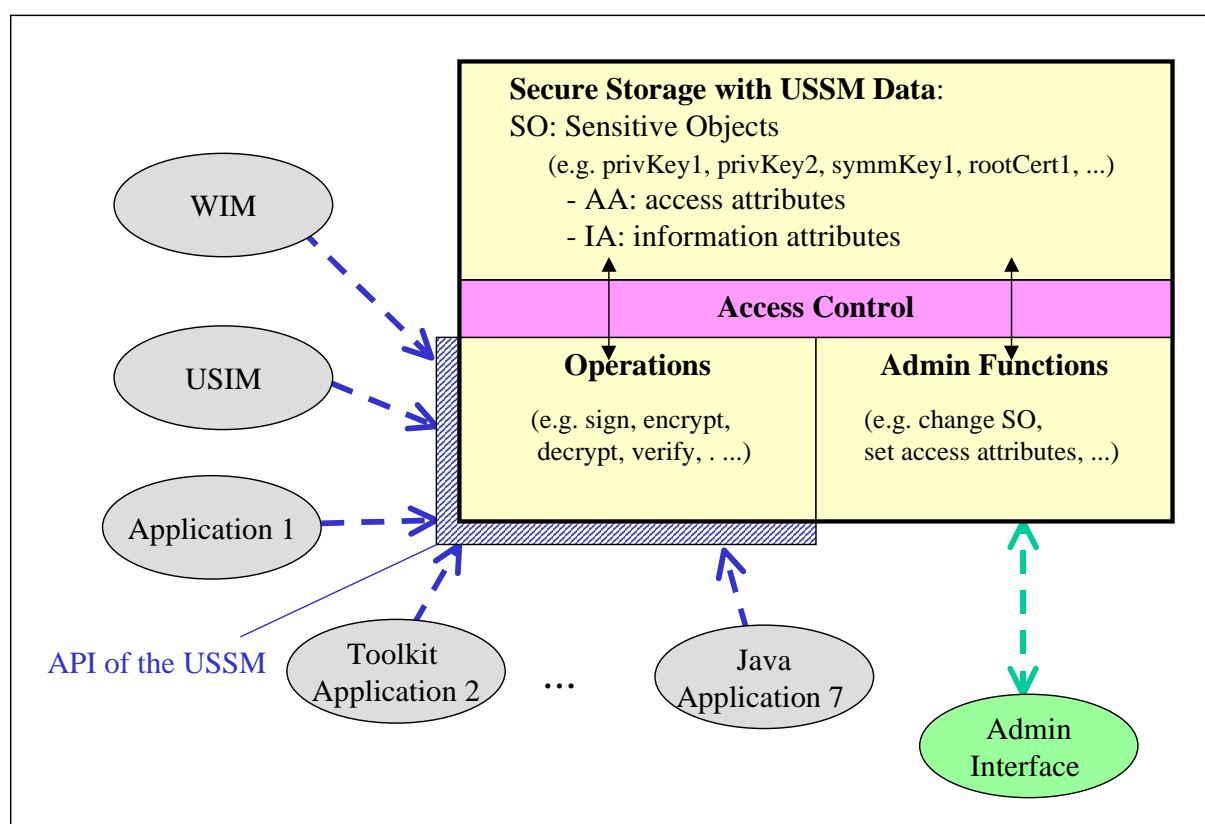 Secure Storage with USSM Data:
SO: Sensitive Objects
(e.g. privKey1, privKey2, symmKey1, rootCert1, ...)
- AA: access attributes
- IA: information attributes
WIM
Access Control
USIM
Operations
(e.g. sign, encrypt,
decrypt, verify, . ...)
Admin Functions
(e.g. change SO,
set access attributes, ...)
Application 1
API of the USSM
Toolkit
Application 2
...
Java
Application 7
Admin
Interface